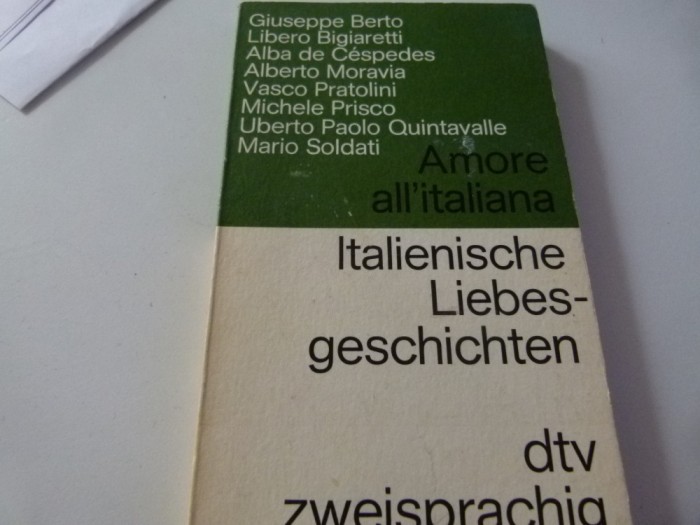 Giuseppe Berto
Libero Bigiaretti
Alba de Céspedes
Alberto Moravia
Vasco Pratolini
Michele Prisco
Uberto Paolo Quintavalle
Mario Soldati
Amore
all'italiana
Italienische
Liebes-
geschichten
dtv
zweisprachig